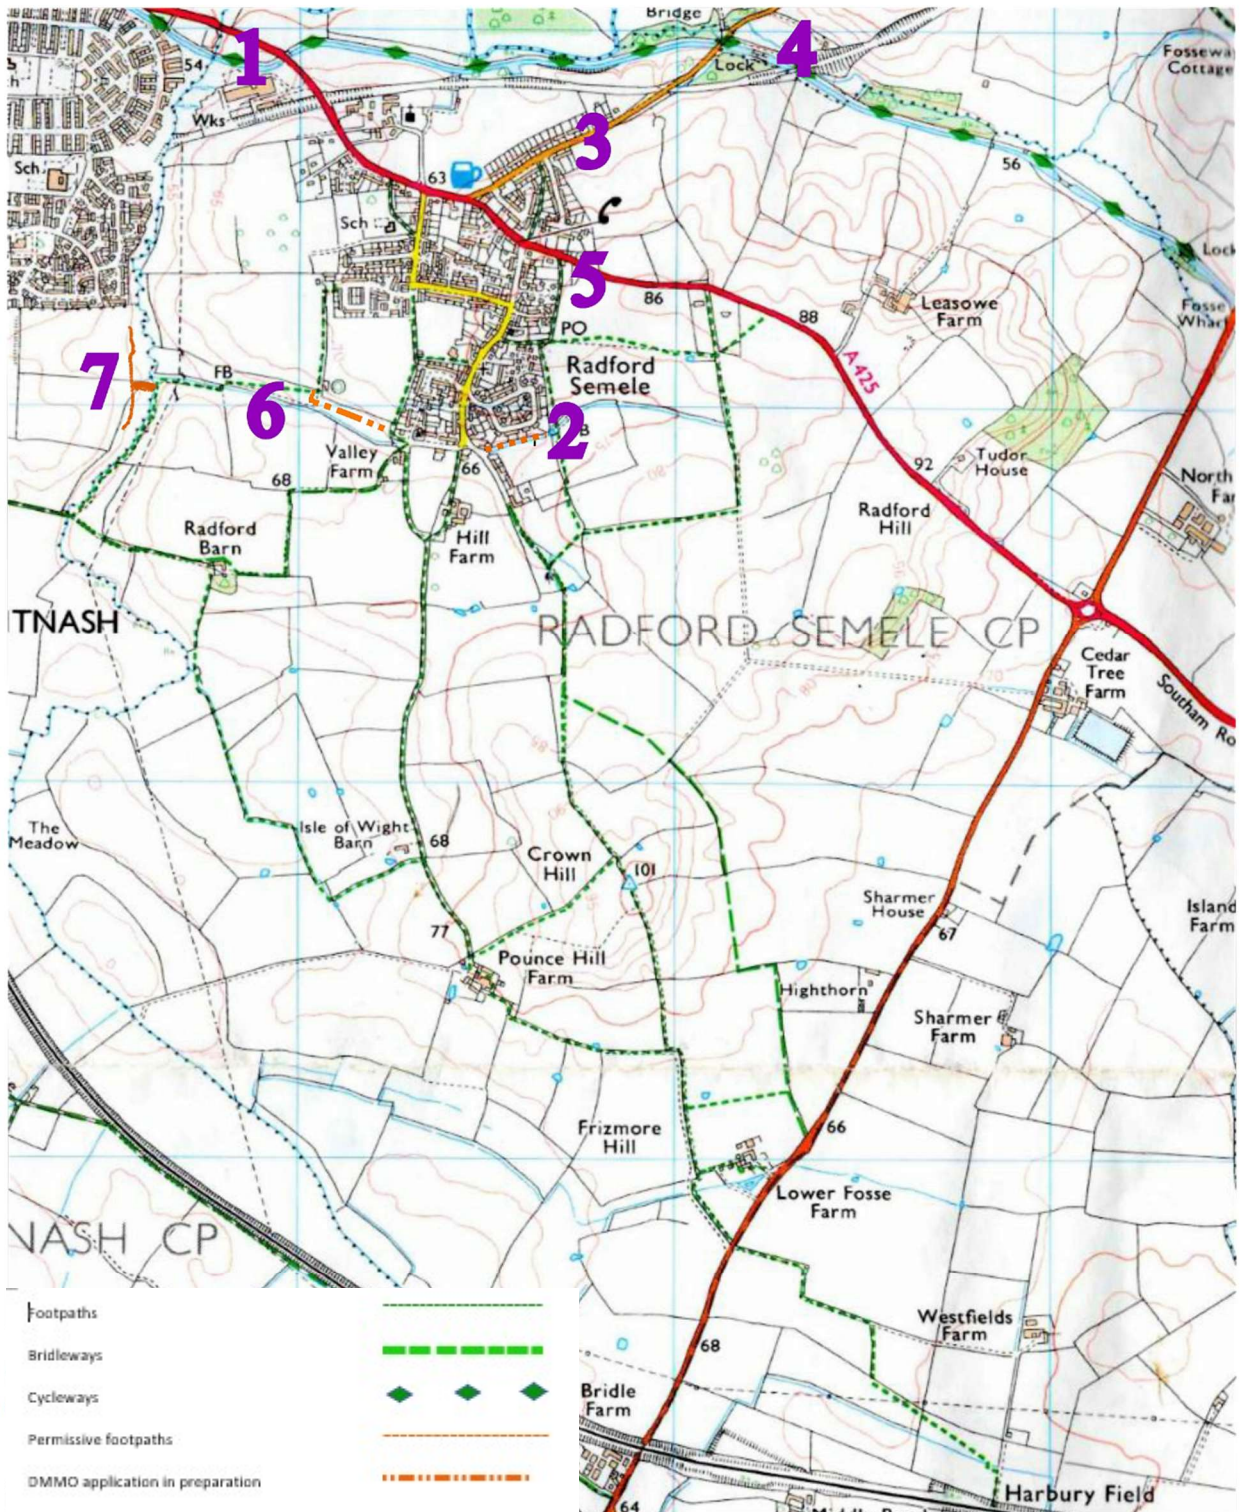 Bridge
1
4
54
Lock
Fossewa
Cottage
h
Wks
3
56
Sch
63
Sch
Lock
5
86
Leasowe
Farm
Fosse
Wharf
88
PO
A 425
7
FB
Radford
Semele
6
2
B
Valley
Farm
66
92
Tudor
House
North
Far
68
Radford
Barn
Hill
Farm
Radford
Hill
TNASH
RADFORD SEMELE CP
Cedar
Tree
Farm
Southam Ro
The
Meadow
Isle of Wight
Barn
68
Crown
Hill
101
Sharmer
House
67
Island
Farm
77
Pounce Hill
Farm
Highthorn
Sharmer
Farm
Frizmore
Hill
66
Lower Fosse
Farm
NASH CP
Footpaths
Bridleways
Cycleways
Permissive footpaths
DMMO application in preparation
Westfields
Farm
68
Bridle
Farm
Harbury Field
64